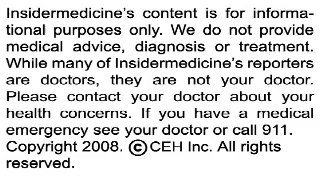 Insidermedicine's content is for informa-
tional purposes only. We do not provide
medical advice, diagnosis or treatment.
While many of Insidermedicine's reporters
are doctors, they are not your doctor.
Please contact your doctor about your
health concerns. If you have a medical
emergency see your doctor or call 911.
Copyright 2008. ©CEH Inc. All rights
reserved.